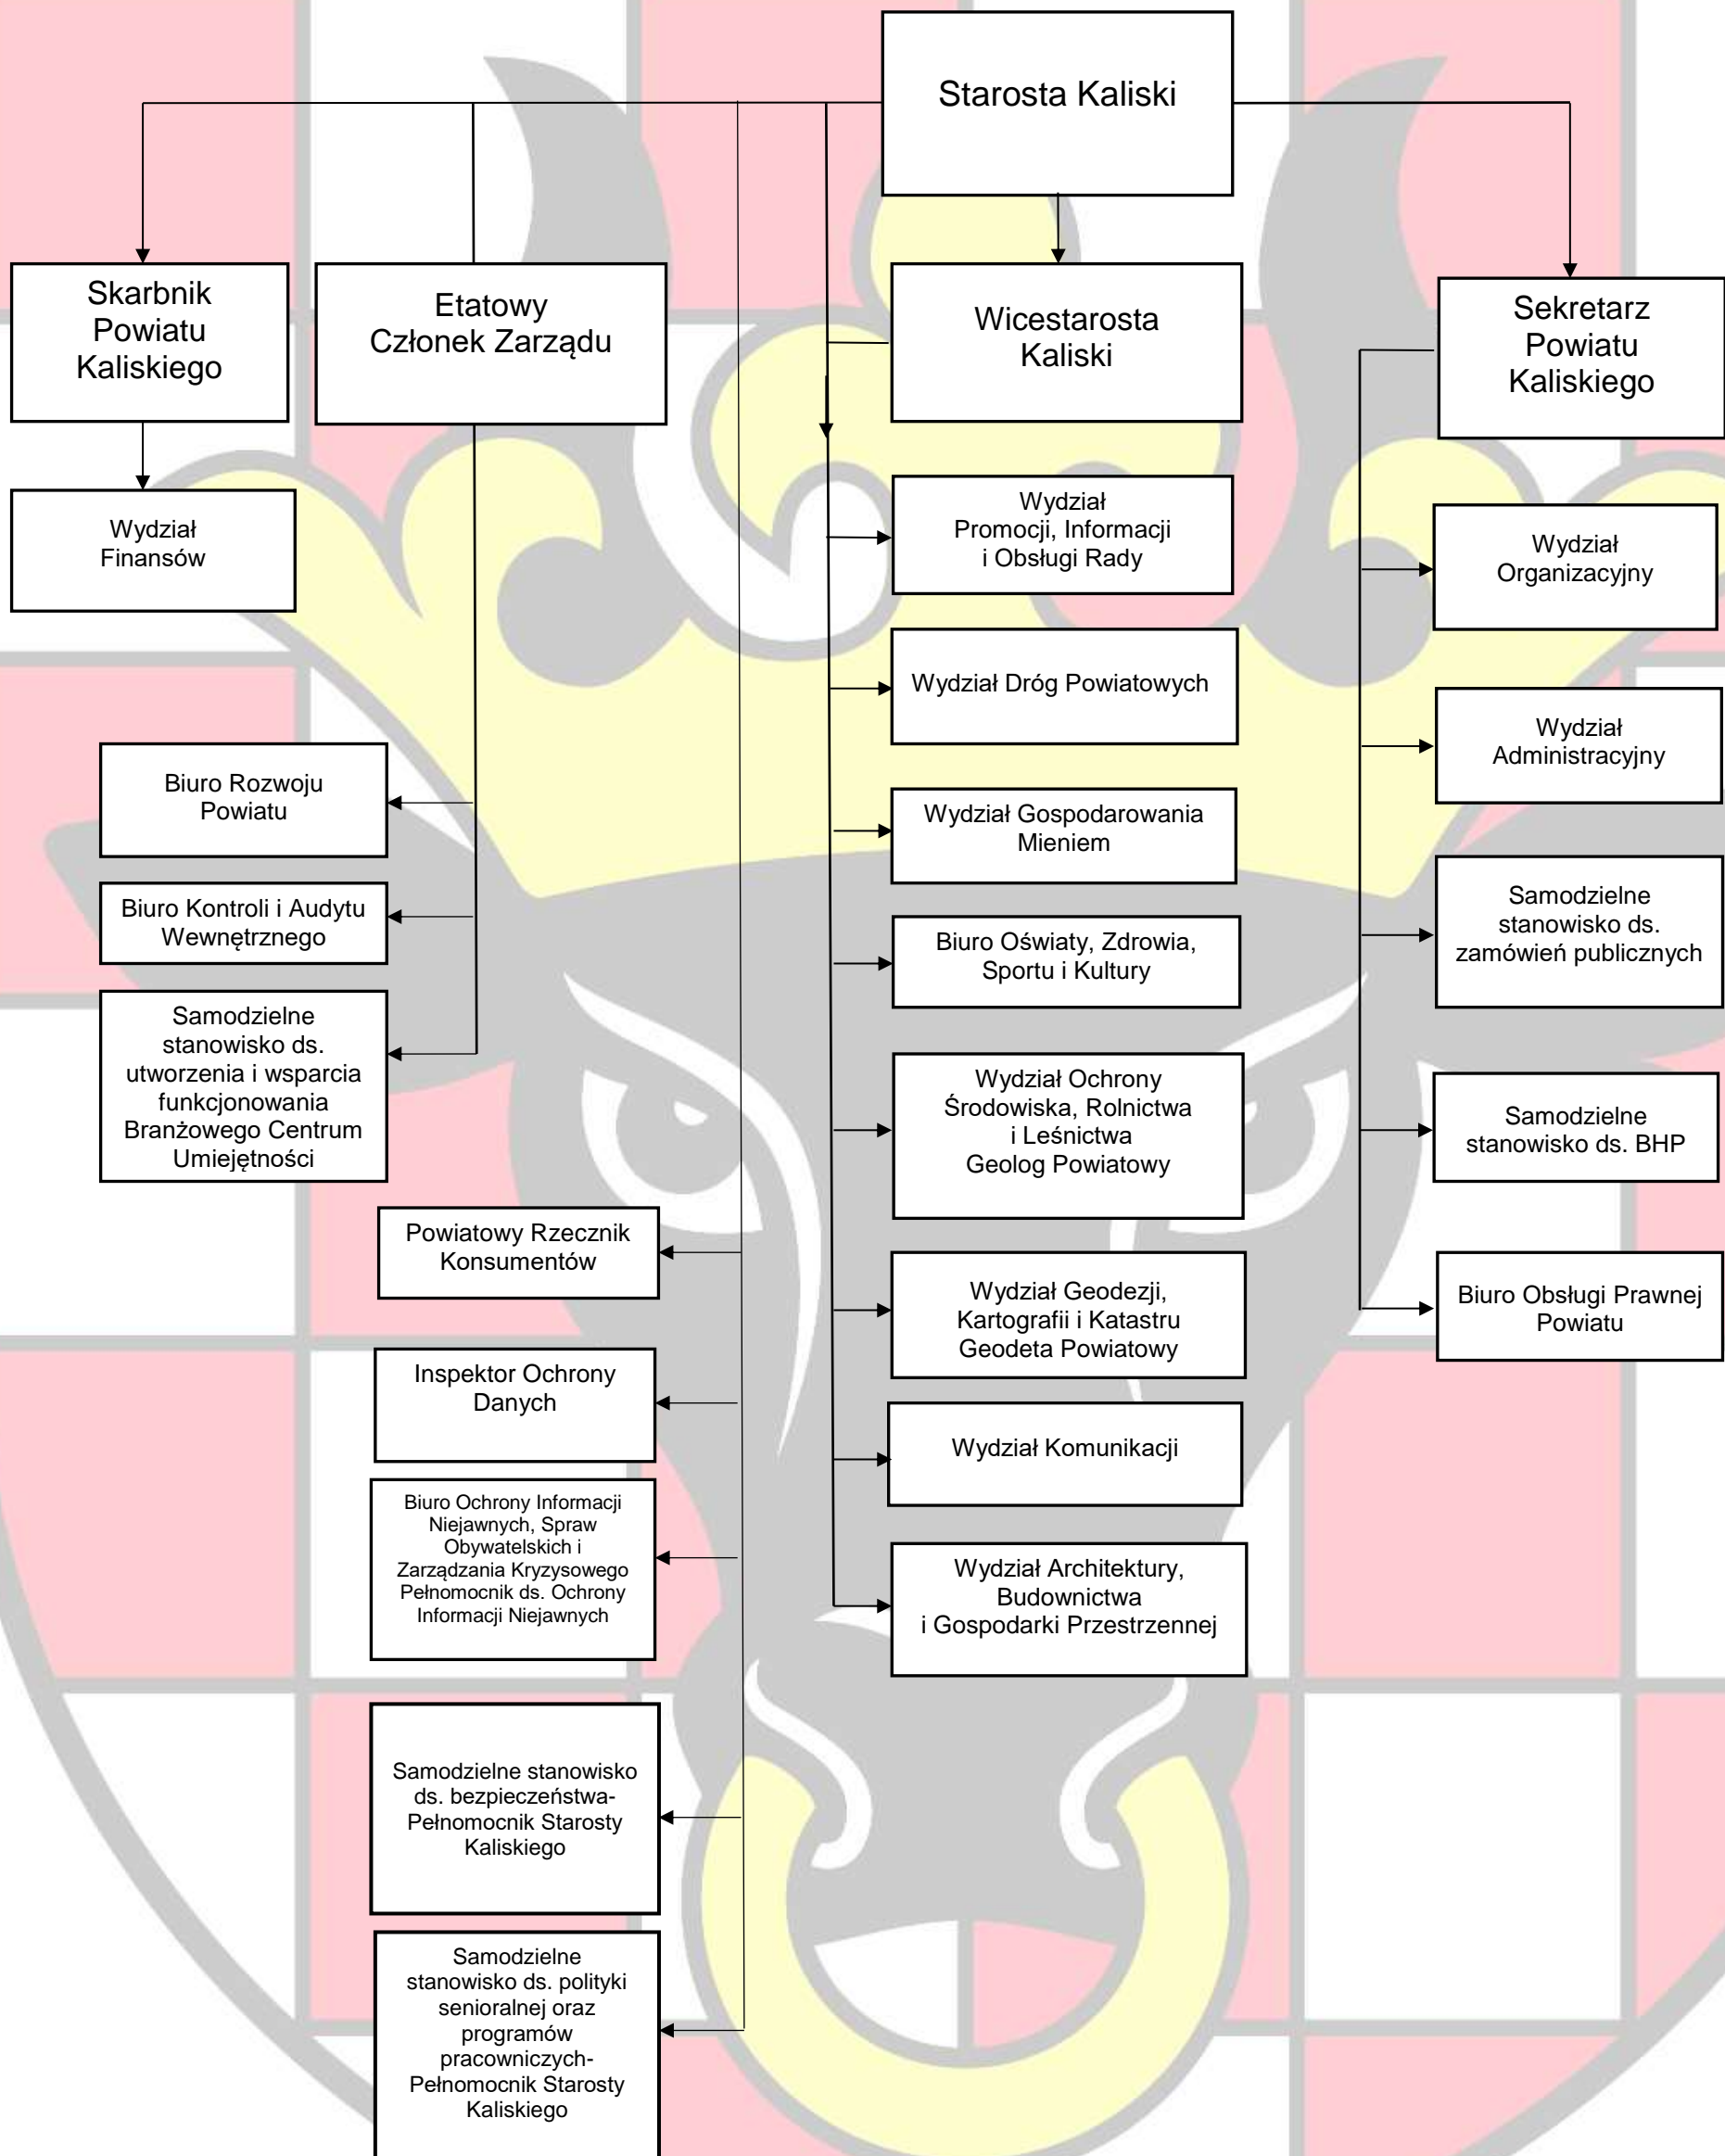 Starosta Kaliski
Skarbnik
Powiatu
Kaliskiego
Etatowy
Członek Zarządu
Wicestarosta
Kaliski
Sekretarz
Powiatu
Kaliskiego
Wydział
Finansów
Biuro Rozwoju
Powiatu
Biuro Kontroli i Audytu
Wewnętrznego
Samodzielne
stanowisko ds.
utworzenia i wsparcia
funkcjonowania
Branżowego Centrum
Umiejętności
Powiatowy Rzecznik
Konsumentów
Inspektor Ochrony
Danych
Biuro Ochrony Informacji
Niejawnych, Spraw
Obywatelskich i
Zarządzania Kryzysowego
Pełnomocnik ds. Ochrony
Informacji Niejawnych
Samodzielne stanowisko
ds. bezpieczeństwa-
Pełnomocnik Starosty
Kaliskiego
Samodzielne
stanowisko ds. polityki
senioralnej oraz
programów
pracowniczych-
Pełnomocnik Starosty
Kaliskiego
Wydział
Promocji, Informacji
i Obsługi Rady
Wydział Dróg Powiatowych
Wydział Gospodarowania
Mieniem
Biuro Oświaty, Zdrowia,
Sportu i Kultury
Wydział Ochrony
Środowiska, Rolnictwa
i Leśnictwa
Geolog Powiatowy
Wydział Geodezji,
Kartografii i Katastru
Geodeta Powiatowy
Wydział Komunikacji
Wydział Architektury,
Budownictwa
i Gospodarki Przestrzennej
Wydział
Organizacyjny
Wydział
Administracyjny
Samodzielne
stanowisko ds.
zamówień publicznych
Samodzielne
stanowisko ds. BHP
Biuro Obsługi Prawnej
Powiatu